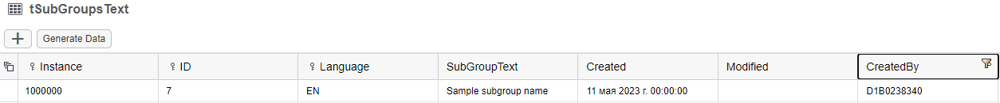 tSubGroupsText
Generate Data
Instance ID Language SubGroupText Created Modified CreatedBy
1000000 7 EN Sample subgroup name 11 мая 2023 г. 00:00:00 D1B0238340